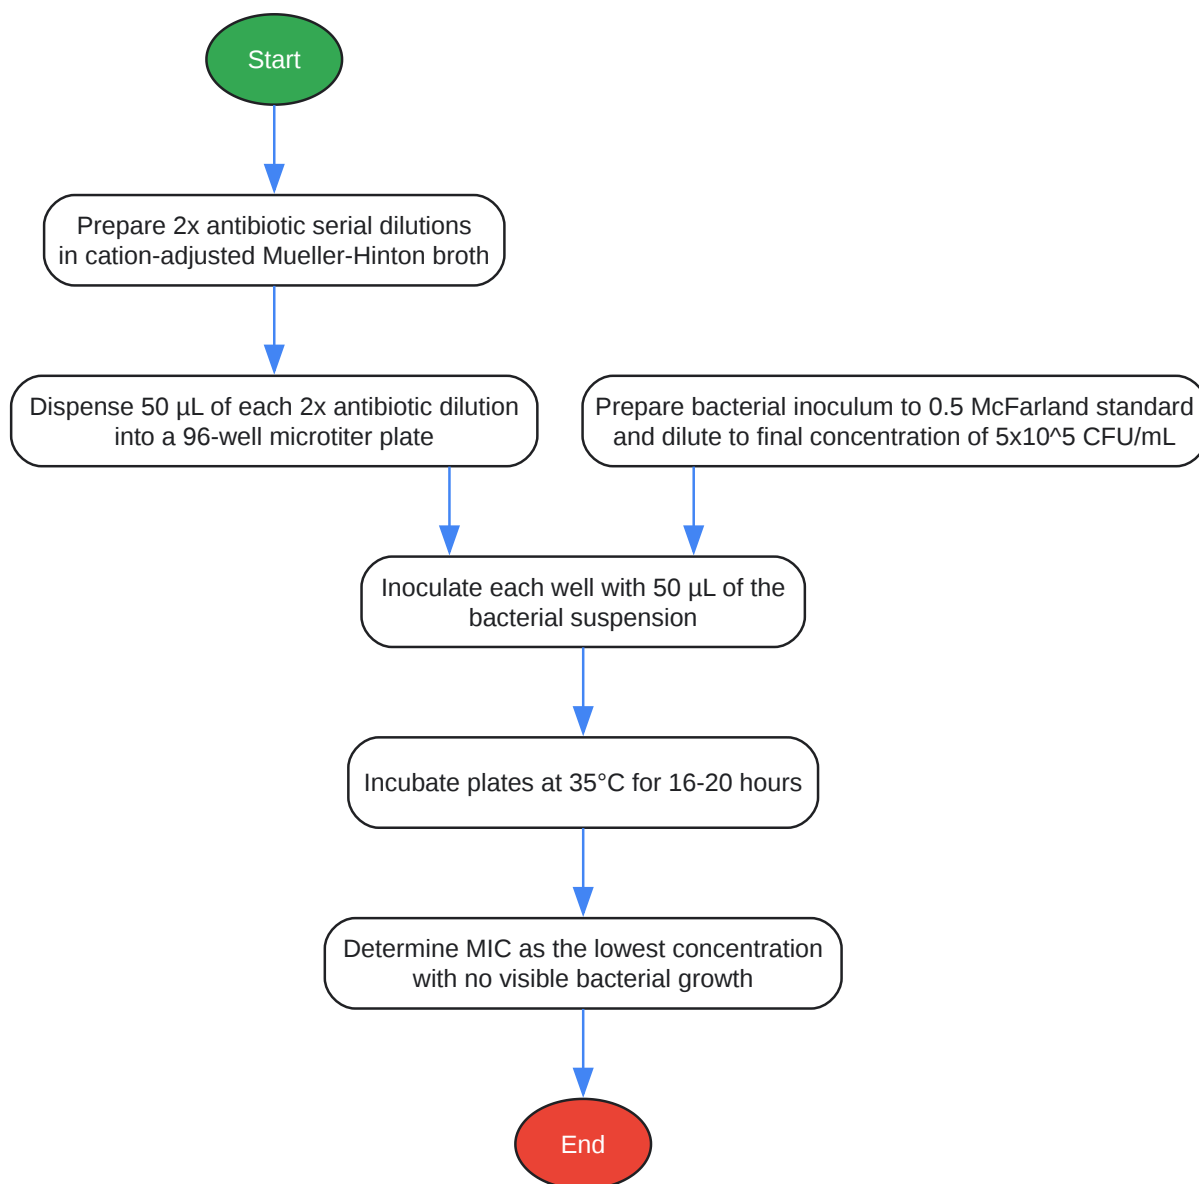 Start
Prepare 2x antibiotic serial dilutions
in cation-adjusted Mueller-Hinton broth
Dispense 50 µL of each 2x antibiotic dilution
into a 96-well microtiter plate
Prepare bacterial inoculum to 0.5 McFarland standard
and dilute to final concentration of 5x10^5 CFU/mL
Inoculate each well with 50 µL of the
bacterial suspension
Incubate plates at 35°C for 16-20 hours
Determine MIC as the lowest concentration
with no visible bacterial growth
End